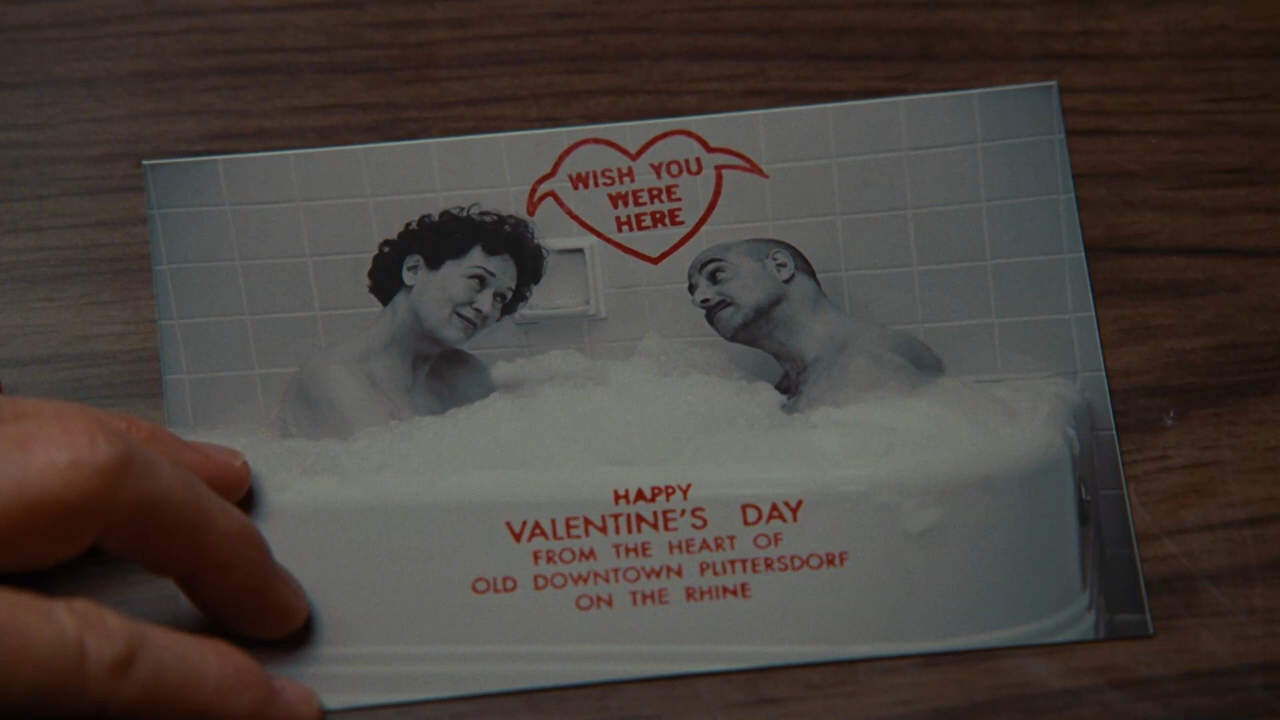 WISH YOU
WERE
HERE
HAPPY
VALENTINE'S DAY
FROM THE HEART OF
OLD DOWNTOWN PLITTERSDORF
ON THE RHINE